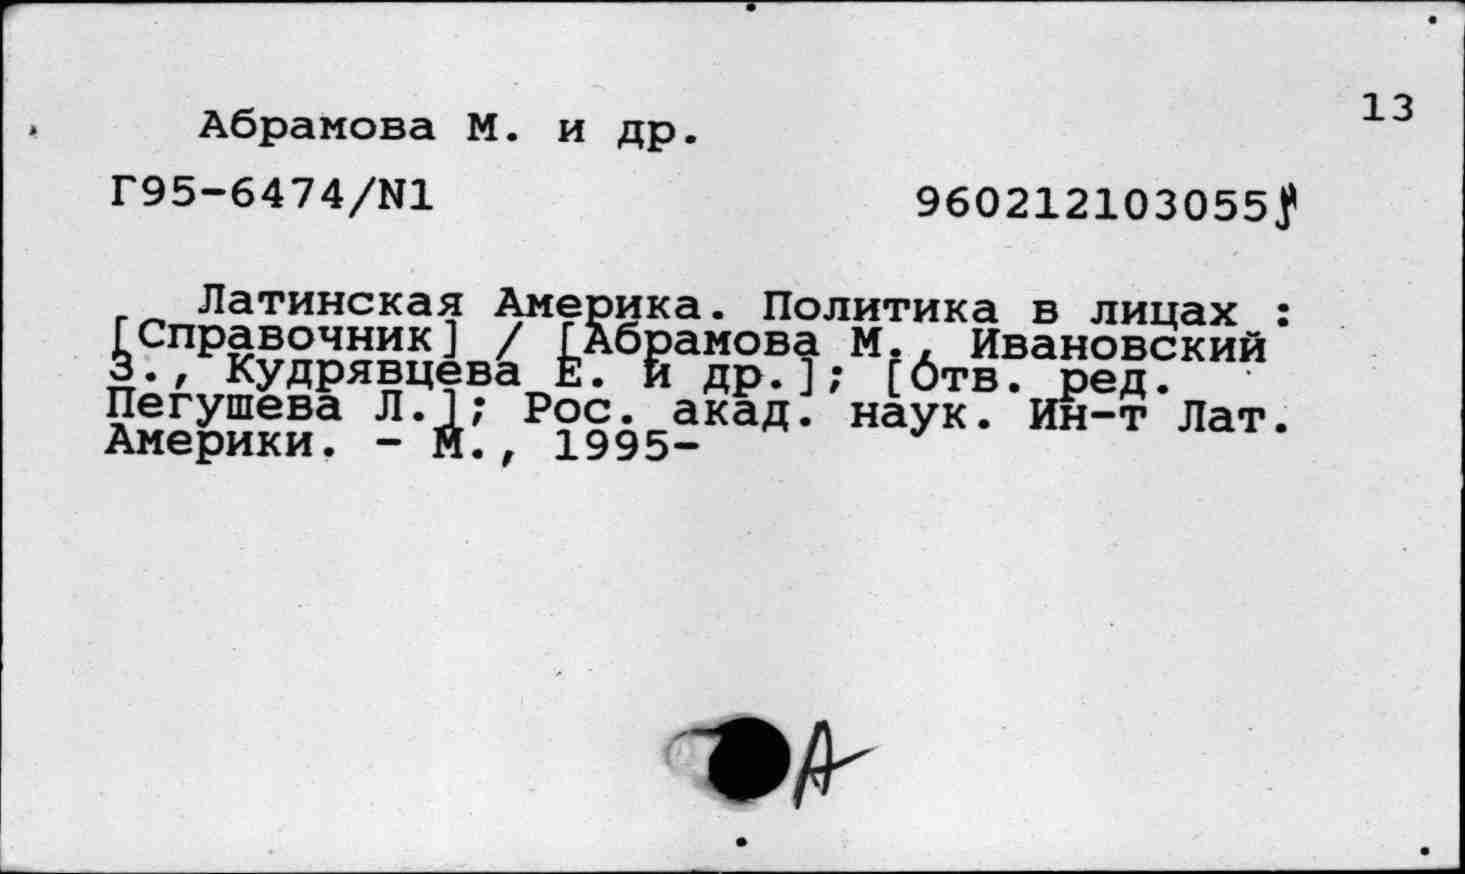 13
Абрамова М. и др.
Г95-6474/N1 960212103055
Латинская Америка. Политика в лицах :
[Справочник] / [Абрамова М., Ивановский
З., Кудрявцева Е. и др.]; [Отв. ред.
Пегушева Л.]; Рос. акад. наук. Ин-т Лат.
Америки. - М., 1995-
А